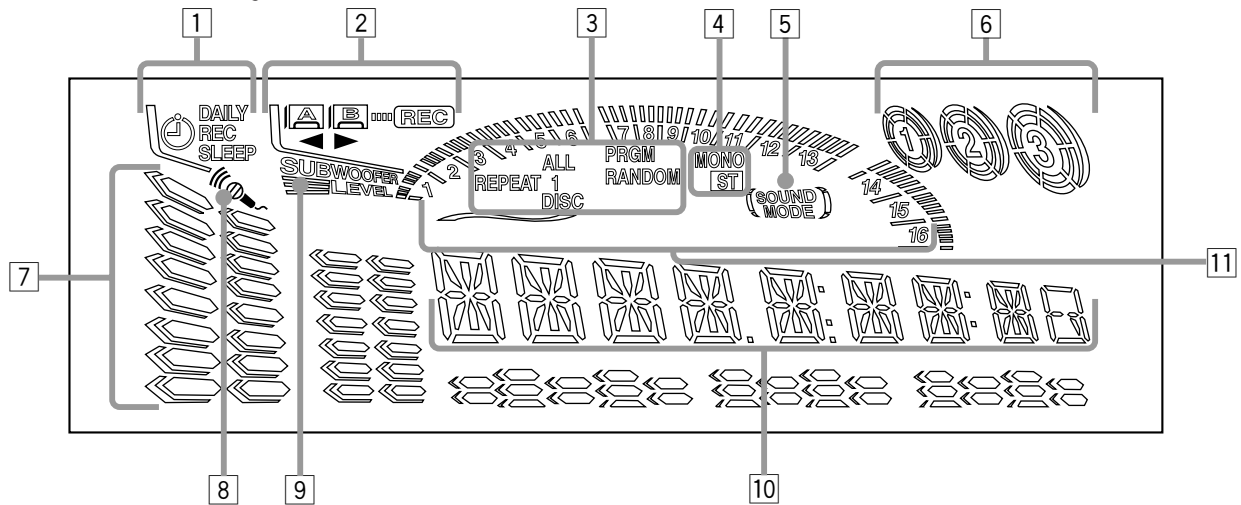 1 2 3 4 5 6
DAILY
REC
SLEEP
A B REC
SUBWOOFER
LEVEL
1 2 3 4 5 6 7 8 9 10 11 12 13 14 15 16
ALL PRGM
REPEAT 1 RANDOM
DISC
MONO
ST
SOUND
MODE
1 2 3
7
11
8 9 10